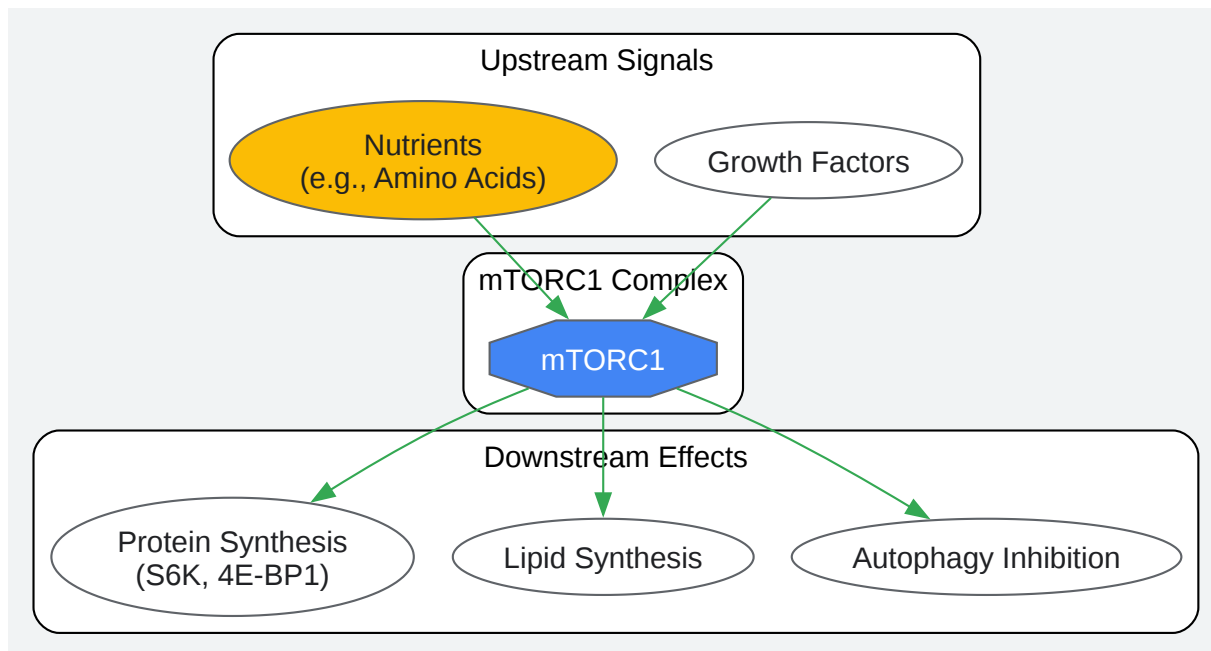 Upstream Signals
Nutrients
(e.g., Amino Acids)
Growth Factors
mTORC1 Complex
mTORC1
Downstream Effects
Protein Synthesis
(S6K, 4E-BP1)
Lipid Synthesis
Autophagy Inhibition